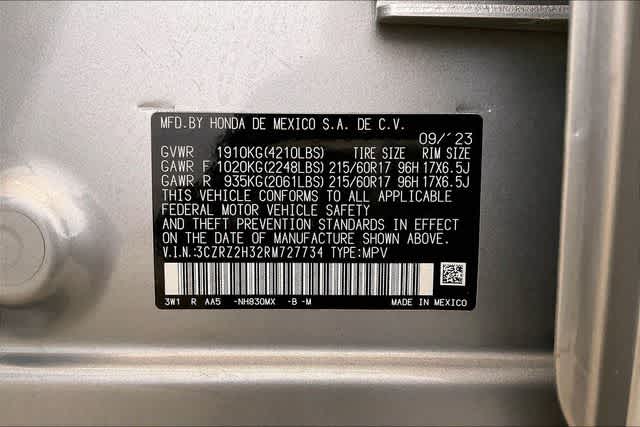 MFD.BY HONDA DE MEXICO S.A. DE C.V.
09/'23
GVWR 1910KG(4210LBS) TIRE SIZE RIM SIZE
GAWR F 1020KG(2248LBS) 215/60R17 96H 17X6.5J
GAWR R 935KG(2061LBS) 215/60R17 96H 17X6.5J
THIS VEHICLE CONFORMS TO ALL APPLICABLE
FEDERAL MOTOR VEHICLE SAFETY
AND THEFT PREVENTION STANDARDS IN EFFECT
ON THE DATE OF MANUFACTURE SHOWN ABOVE.
V.I.N.:3CZRZ2H32RM727734 TYPE:MPV
3W1 R AA5 -NH830MX -B -M MADE IN MEXICO